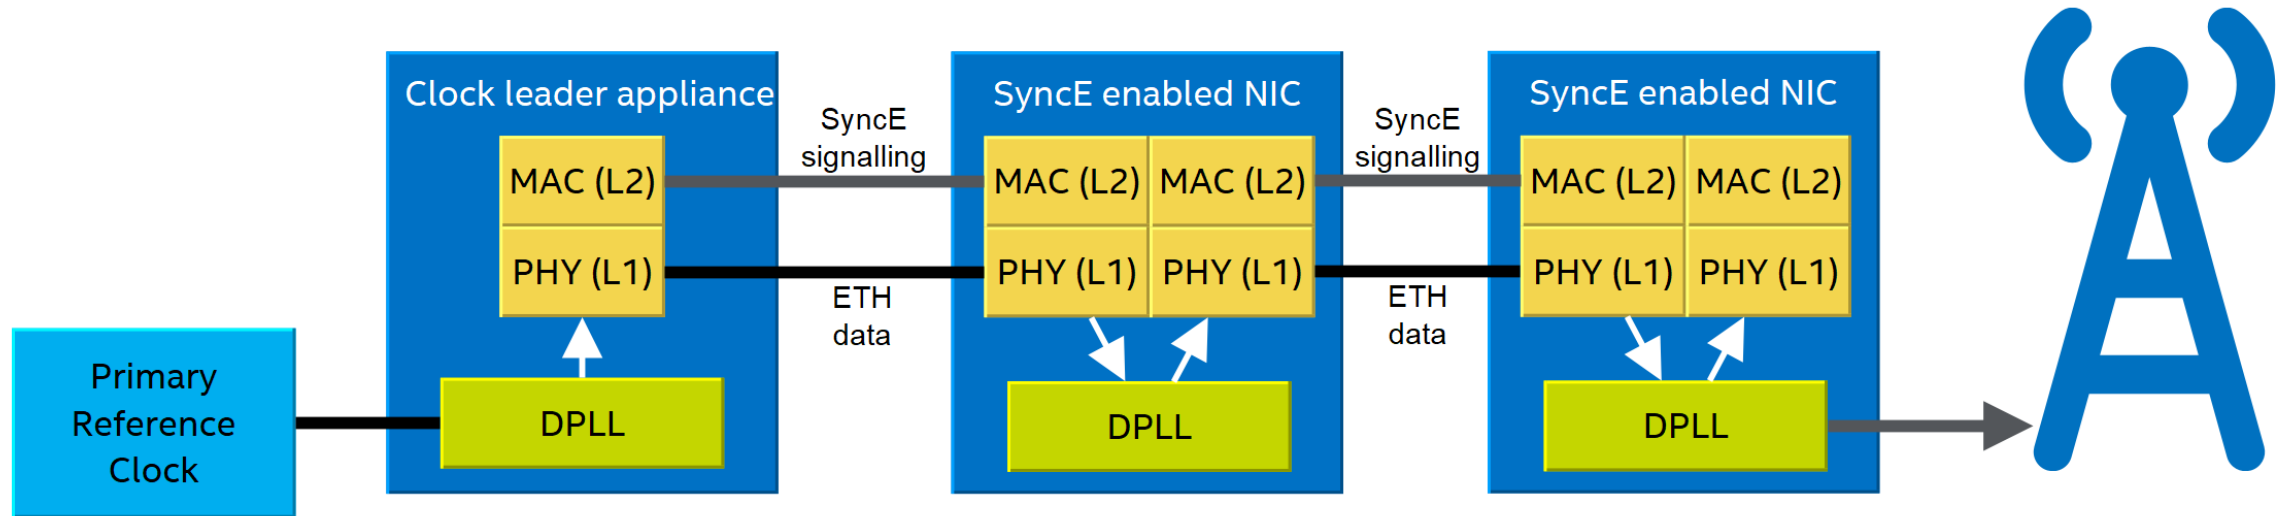 Clock leader appliance
SyncE enabled NIC
SyncE enabled NIC
SyncE
signalling
SyncE
signalling
MAC (L2)
MAC (L2)
MAC (L2)
MAC (L2)
MAC (L2)
PHY (L1)
PHY (L1)
PHY (L1)
PHY (L1)
PHY (L1)
ETH
data
ETH
data
Primary
Reference
Clock
DPLL
DPLL
DPLL